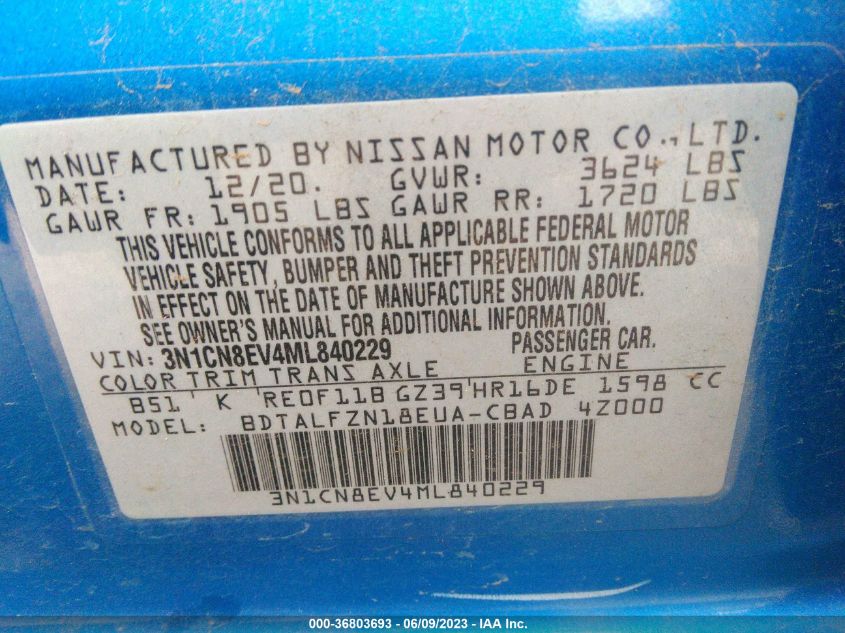 MANUFACTURED BY NISSAN MOTOR CO., LTD.
DATE: 12/20. GVWR: 3624 LBS
GAWR FR: 1905 LBS GAWR RR: 1720 LBS
THIS VEHICLE CONFORMS TO ALL APPLICABLE FEDERAL MOTOR
VEHICLE SAFETY, BUMPER AND THEFT PREVENTION STANDARDS
IN EFFECT ON THE DATE OF MANUFACTURE SHOWN ABOVE.
SEE OWNER'S MANUAL FOR ADDITIONAL INFORMATION.
VIN: 3N1CN8EV4ML840229 PASSENGER CAR.
COLOR TRIM TRANS AXLE ENGINE
B51 K RE0F11B GZ39 HR16DE 1598 CC
MODEL: BDTALFZN18EUA-CBAD 4Z000
3N1CN8EV4ML840229
000-36803693 - 06/09/2023 - IAA Inc.